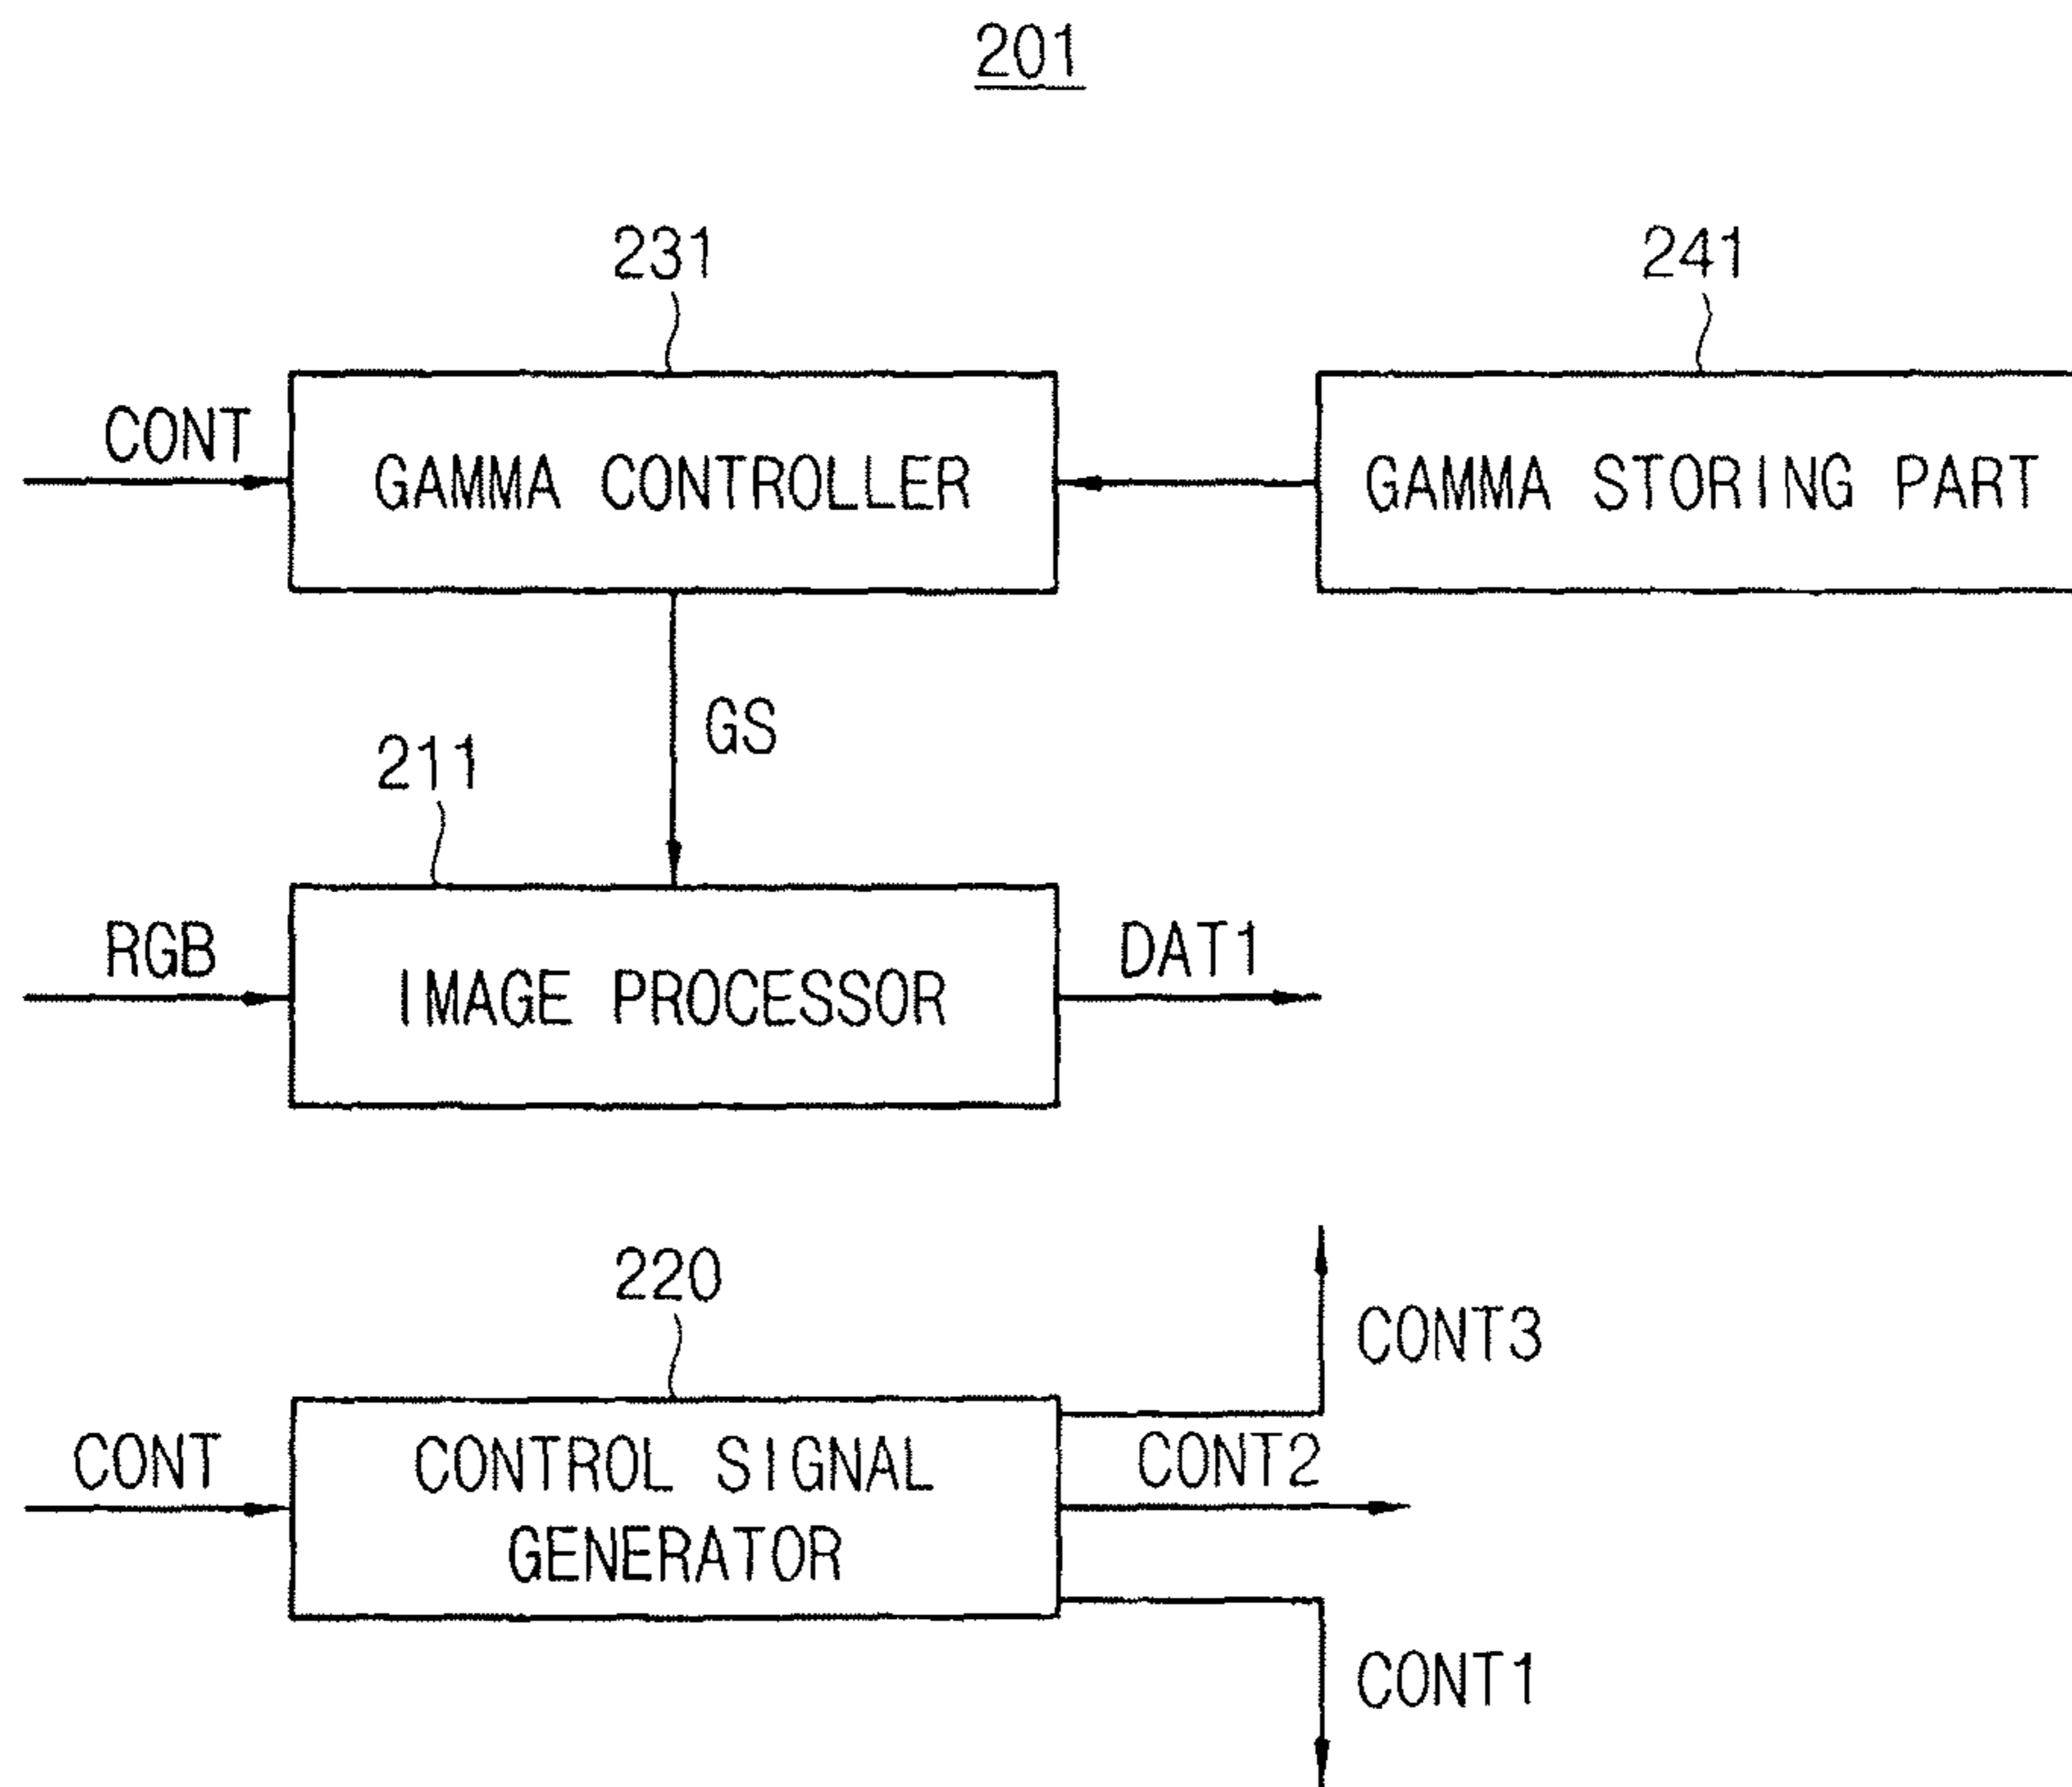 201
231
241
CONT
GAMMA CONTROLLER
GAMMA STORING PART
GS
211
RGB
IMAGE PROCESSOR
DAT1
220
CONT3
CONT
CONTROL SIGNAL
GENERATOR
CONT2
CONT1